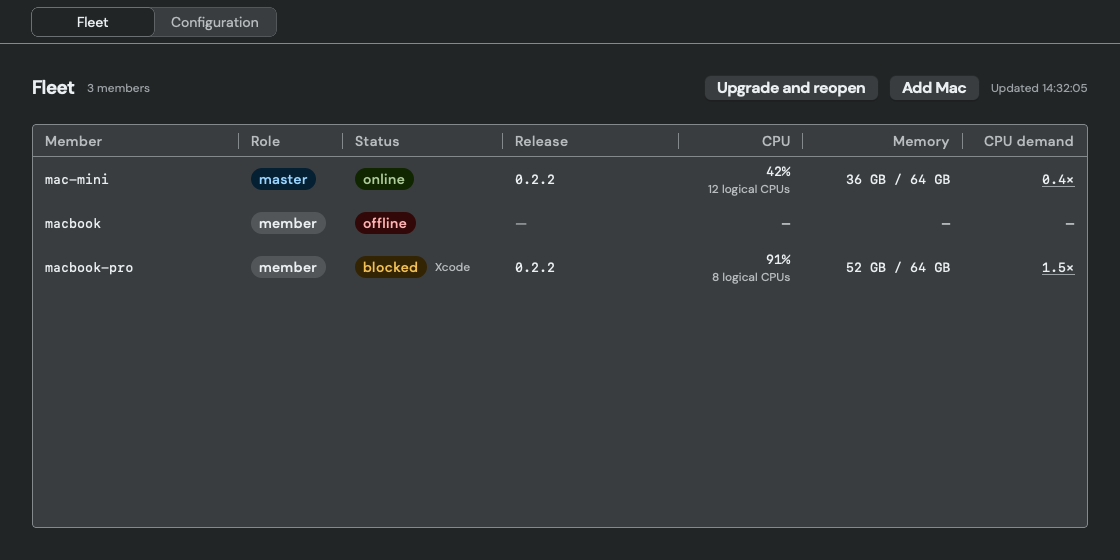 Fleet Configuration
Fleet 3 members Upgrade and reopen Add Mac Updated 14:32:05
Member Role Status Release CPU Memory CPU demand
mac-mini master online 0.2.2 42% 36 GB / 64 GB 0.4×
12 logical CPUs
macbook member offline — — — —
macbook-pro member blocked Xcode 0.2.2 91% 52 GB / 64 GB 1.5×
8 logical CPUs